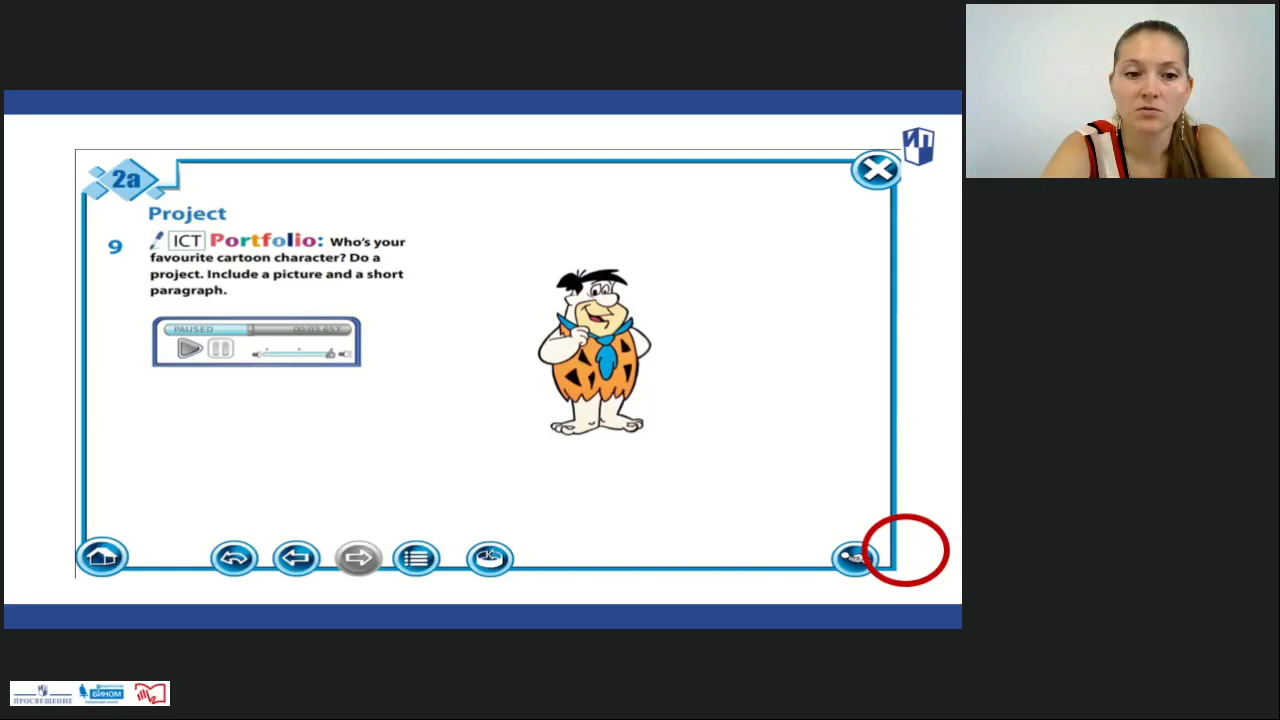 ИП
2a
Project
9
ICT Portfolio: Who's your
favourite cartoon character? Do a
project. Include a picture and a short
paragraph.
PAUSED
ПРОСВЕЩЕНИЕ
БИНОМ